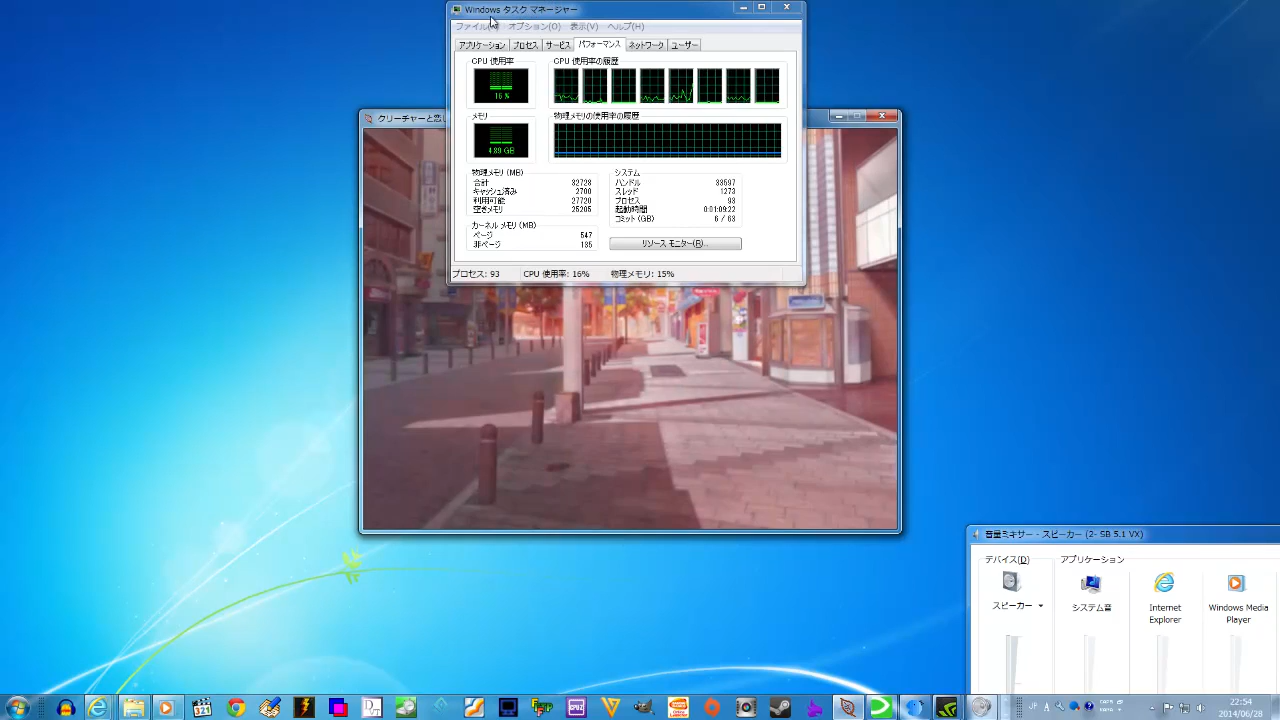 Windows タスク マネージャー
オプション(O) 表示(V) ヘルプ(H)
アプリケーション プロセス サービス パフォーマンス ネットワーク ユーザー
CPU 使用率
CPU 使用率の履歴
16 %
クリーチャーと恋
メモリ
物理メモリの使用率の履歴
4.99 GB
物理メモリ (MB)
合計 32728
キャッシュ済み 2700
利用可能 27720
空きメモリ 25205
システム
ハンドル 33597
スレッド 1273
プロセス 93
起動時間 0:01:09:22
コミット (GB) 6 / 63
カーネル メモリ (MB)
ページ 547
非ページ 135
リソース モニター(R)...
プロセス: 93 CPU 使用率: 16% 物理メモリ: 15%
音量ミキサー - スピーカー (2- SB 5.1 VX)
デバイス(D)
アプリケーション
スピーカー
システム音
Internet
Explorer
Windows Media
Player
321
22:54
2014/06/28